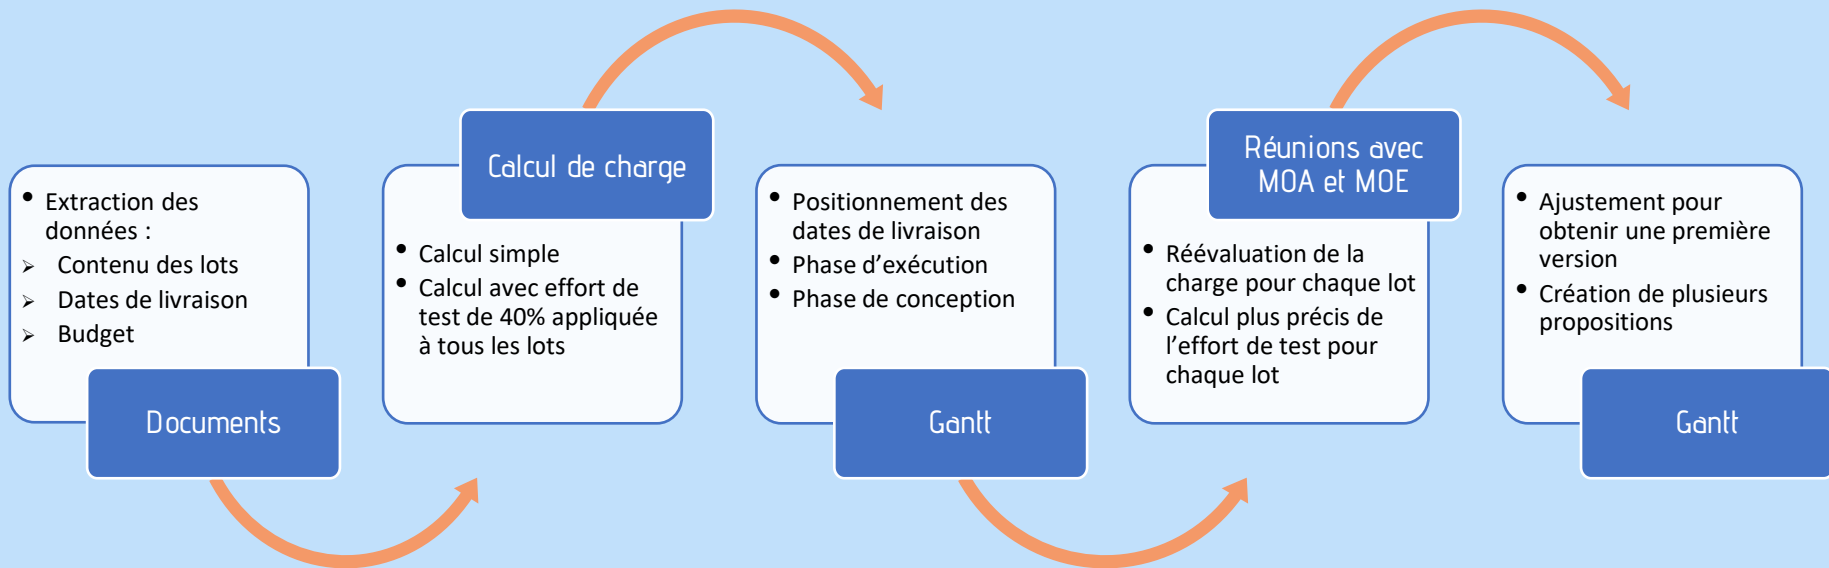 • Extraction des
données :
➢ Contenu des lots
➢ Dates de livraison
➢ Budget
Documents
Calcul de charge
• Calcul simple
• Calcul avec effort de
test de 40% appliquée
à tous les lots
• Positionnement des
dates de livraison
• Phase d’exécution
• Phase de conception
Gantt
Réunions avec
MOA et MOE
• Réévaluation de la
charge pour chaque lot
• Calcul plus précis de
l’effort de test pour
chaque lot
• Ajustement pour
obtenir une première
version
• Création de plusieurs
propositions
Gantt